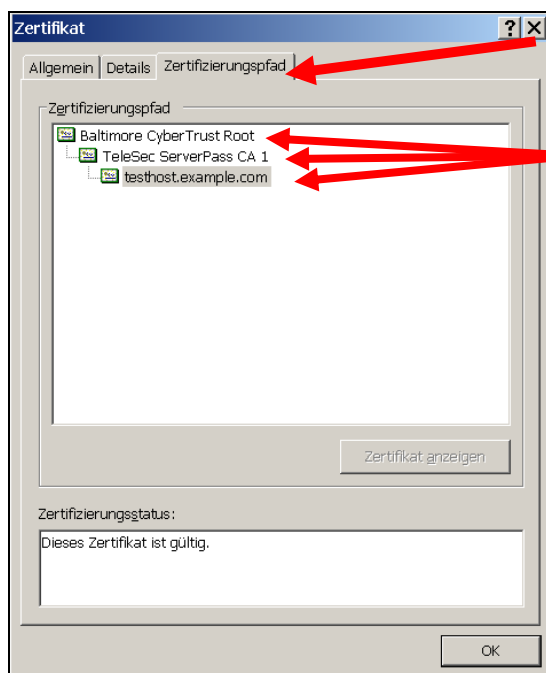 Zertifikat
Allgemein Details Zertifizierungspfad
Zertifizierungspfad
Baltimore CyberTrust Root
TeleSec ServerPass CA 1
testhost.example.com
Zertifikat anzeigen
Zertifizierungsstatus:
Dieses Zertifikat ist gültig.
OK